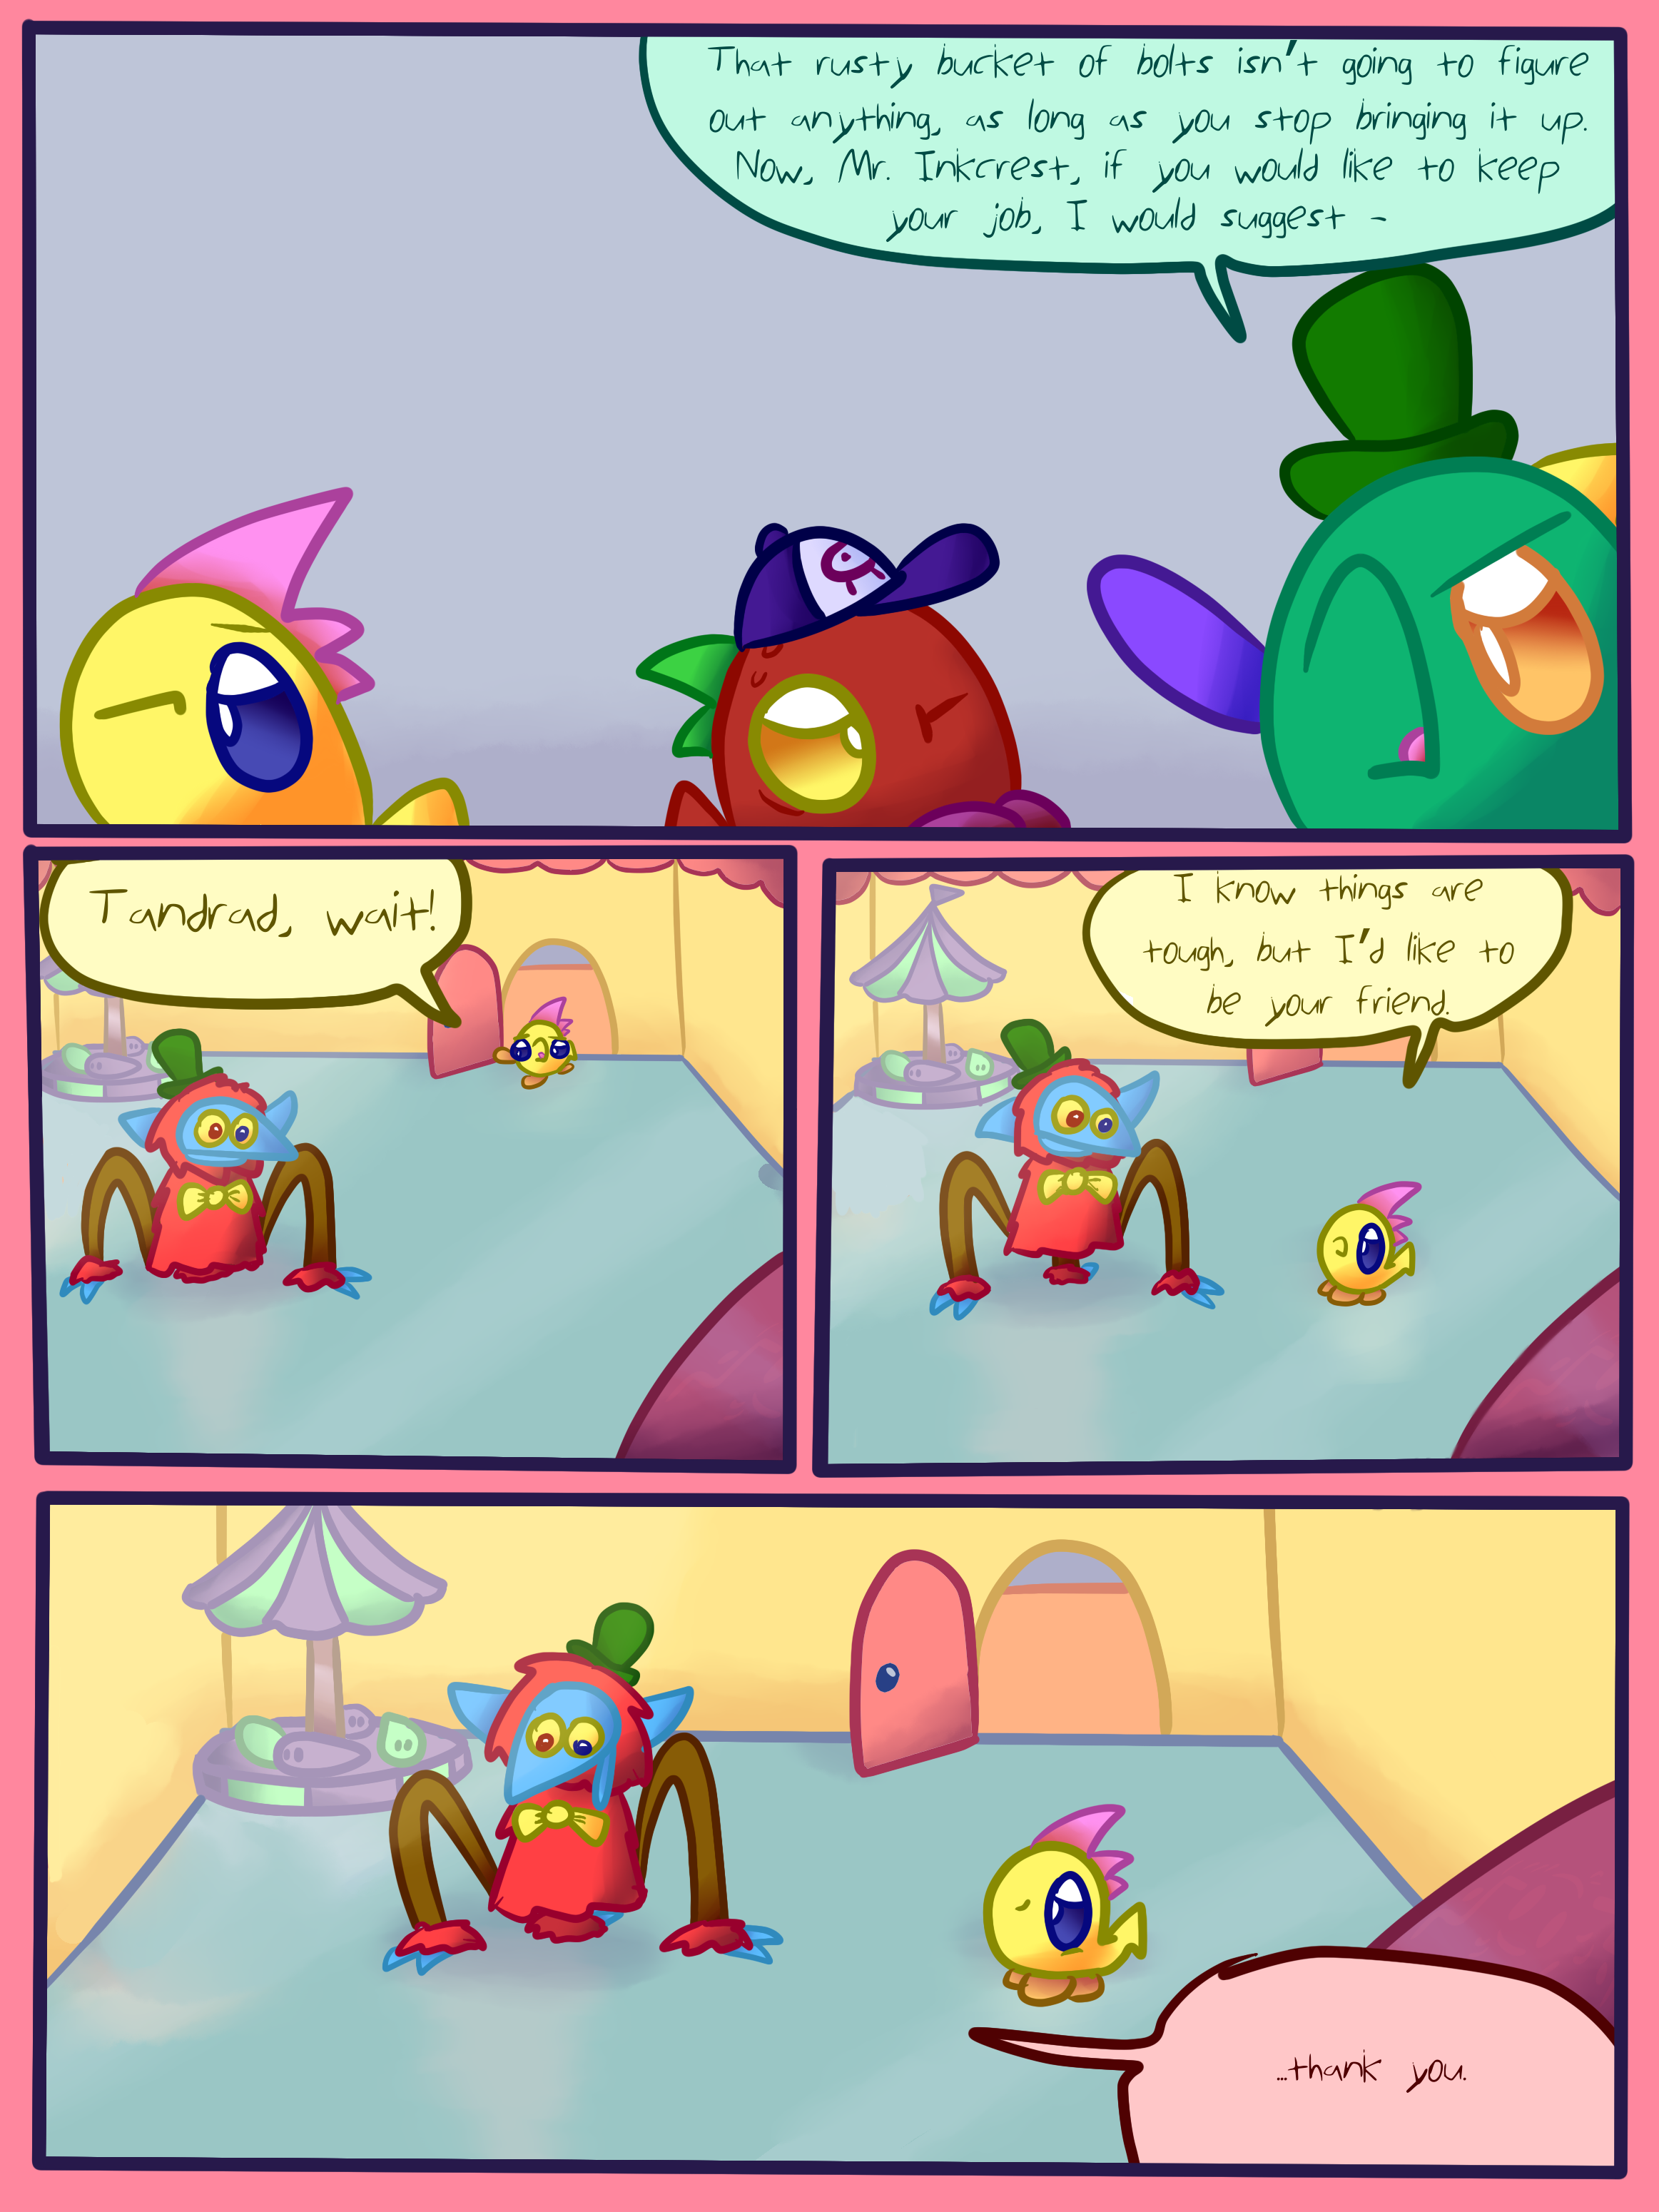 That rusty bucket of bolts isn't going to figure
out anything, as long as you stop bringing it up.
Now, Mr. Inkcrest, if you would like to keep
your job, I would suggest -
Tandrad, wait!
I know things are
tough, but I'd like to
be your friend.
...thank you.